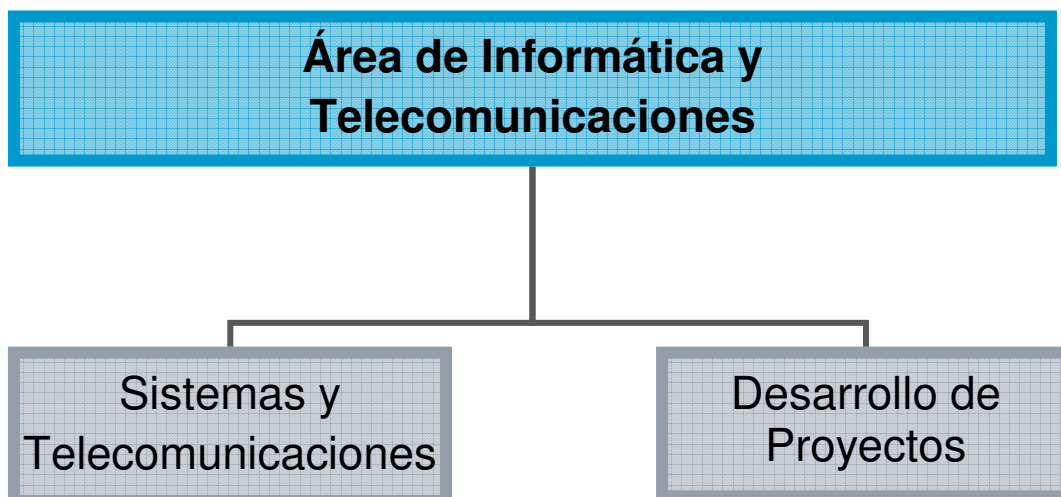 Área de Informática y
Telecomunicaciones
Sistemas y
Telecomunicaciones
Desarrollo de
Proyectos